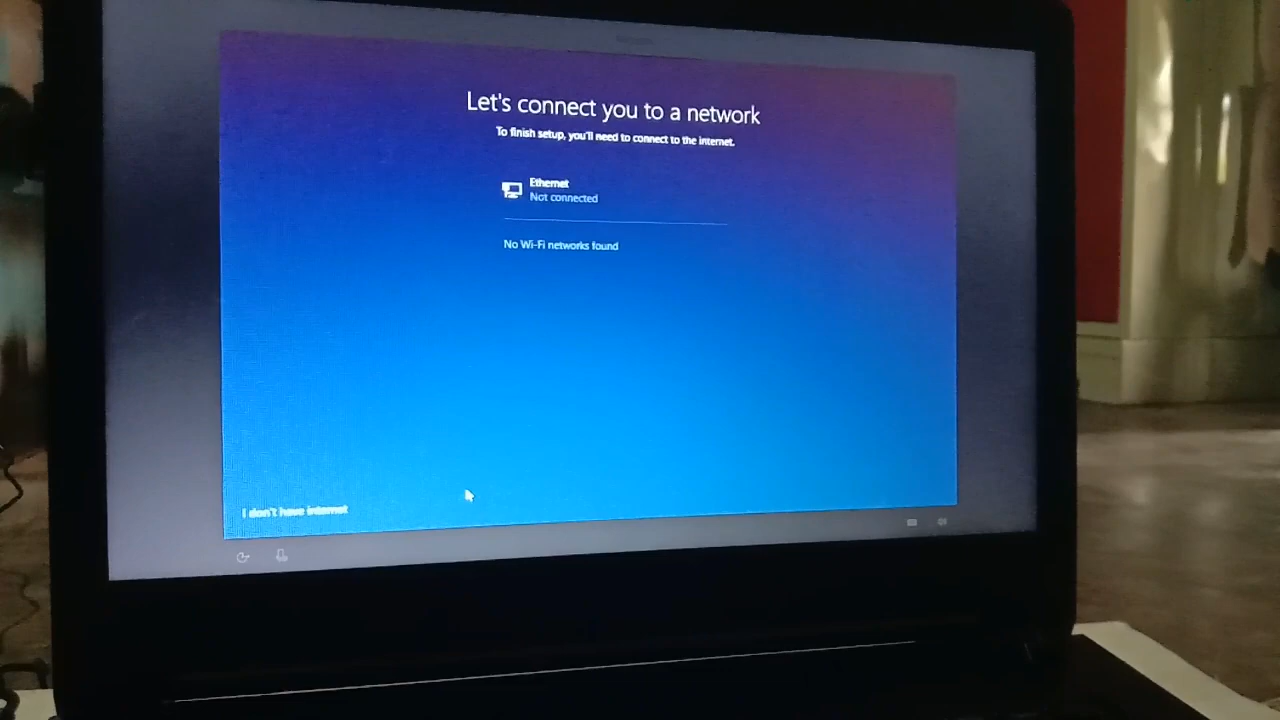 Let's connect you to a network
To finish setup, you'll need to connect to the internet.
Ethernet
Not connected
No Wi-Fi networks found
I don't have internet